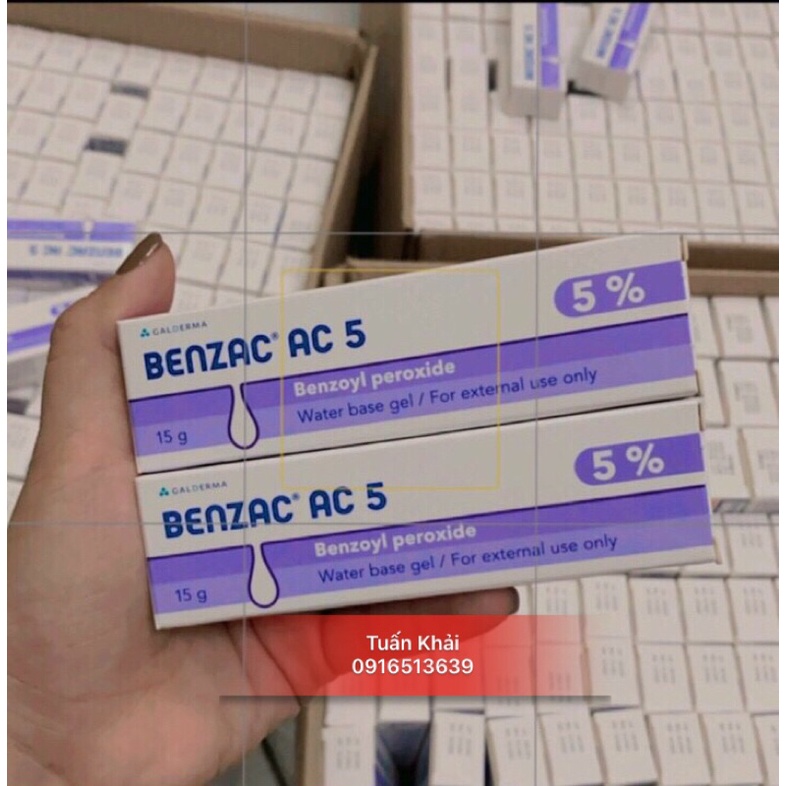 GALDERMA
BENZAC® AC 5
5 %
Benzoyl peroxide
Water base gel / For external use only
15 g
GALDERMA
BENZAC® AC 5
5 %
Benzoyl peroxide
Water base gel / For external use only
15 g
Tuấn Khải
0916513639